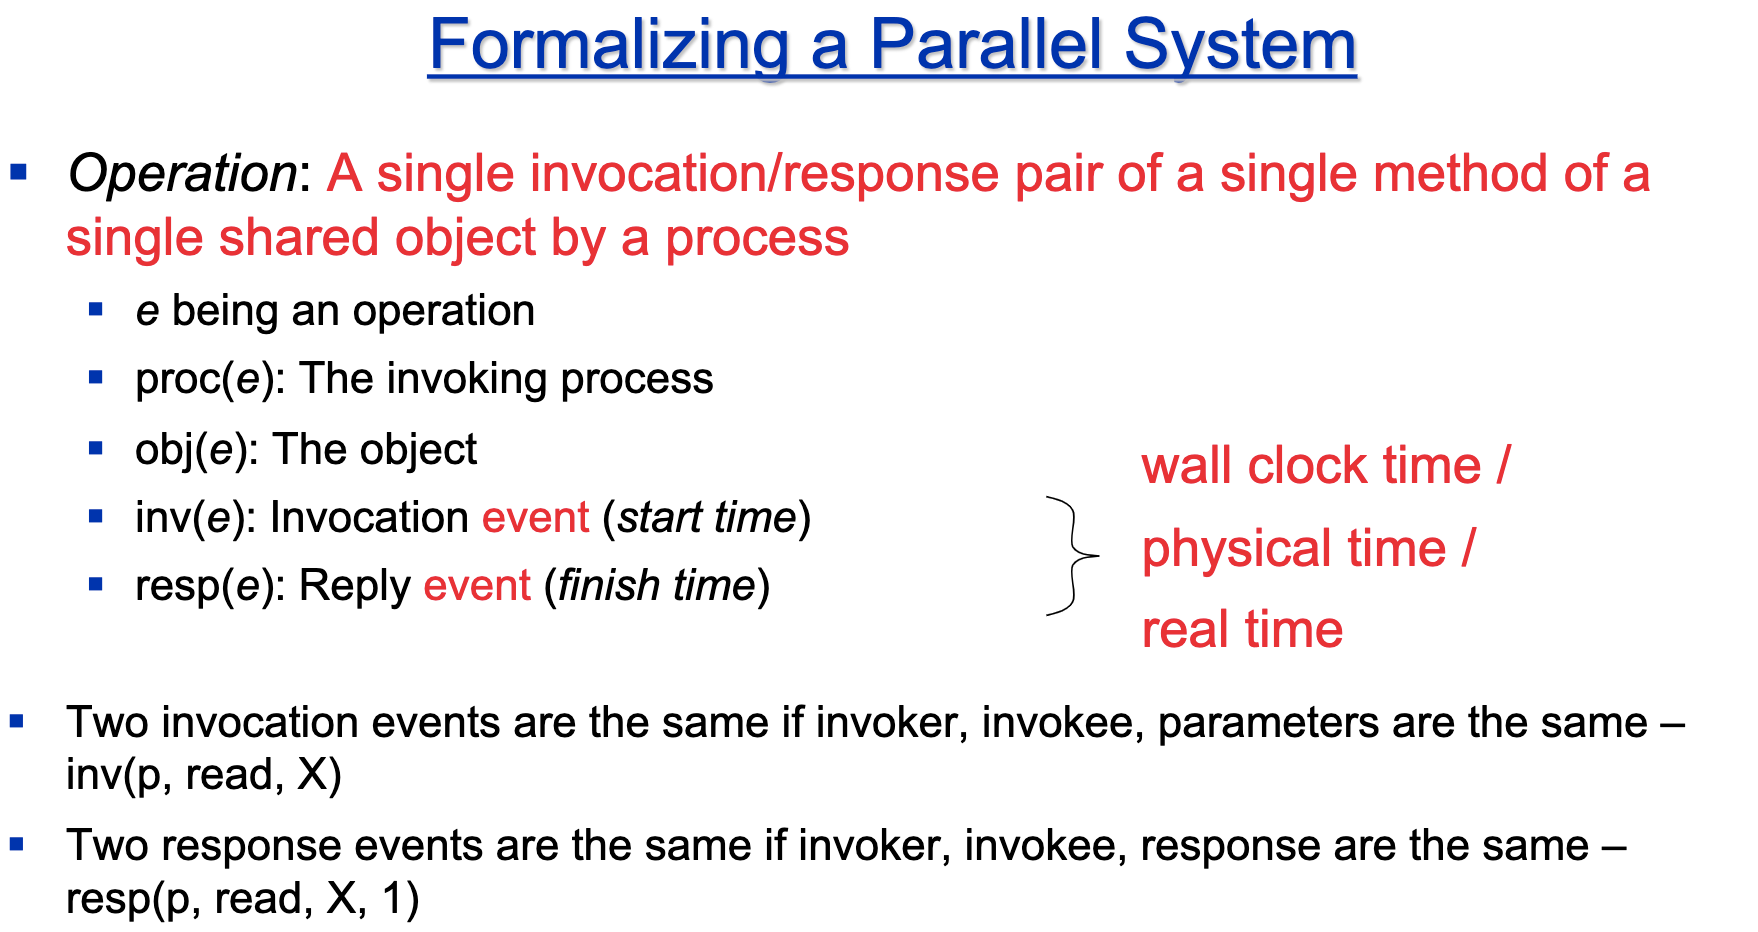 Formalizing a Parallel System
Operation: A single invocation/response pair of a single method of a
single shared object by a process
e being an operation
proc(e): The invoking process
obj(e): The object
inv(e): Invocation event (start time)
resp(e): Reply event (finish time)
wall clock time /
physical time /
real time
Two invocation events are the same if invoker, invokee, parameters are the same –
inv(p, read, X)
Two response events are the same if invoker, invokee, response are the same –
resp(p, read, X, 1)